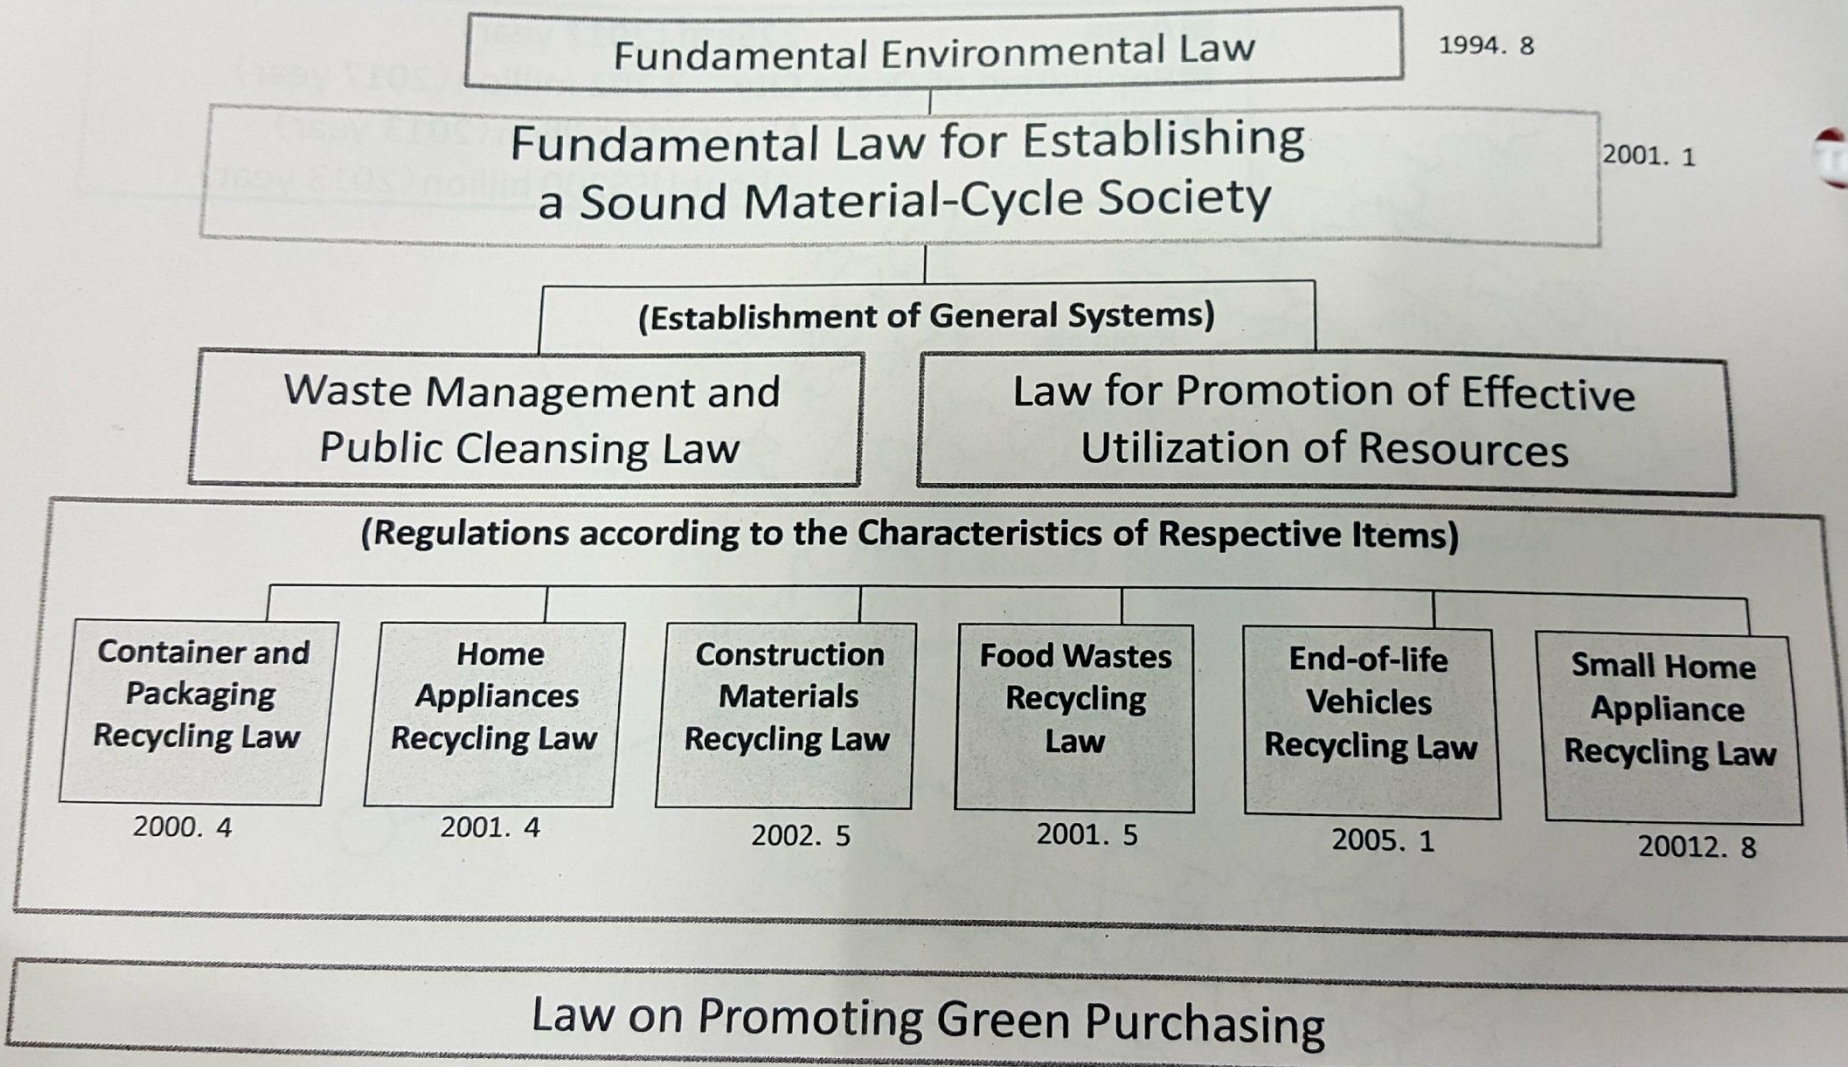 Fundamental Environmental Law
1994. 8
Fundamental Law for Establishing
a Sound Material-Cycle Society
2001. 1
(Establishment of General Systems)
Waste Management and
Public Cleansing Law
Law for Promotion of Effective
Utilization of Resources
(Regulations according to the Characteristics of Respective Items)
Container and
Packaging
Recycling Law
2000. 4
Home
Appliances
Recycling Law
2001. 4
Construction
Materials
Recycling Law
2002. 5
Food Wastes
Recycling
Law
2001. 5
End-of-life
Vehicles
Recycling Law
2005. 1
Small Home
Appliance
Recycling Law
20012. 8
Law on Promoting Green Purchasing